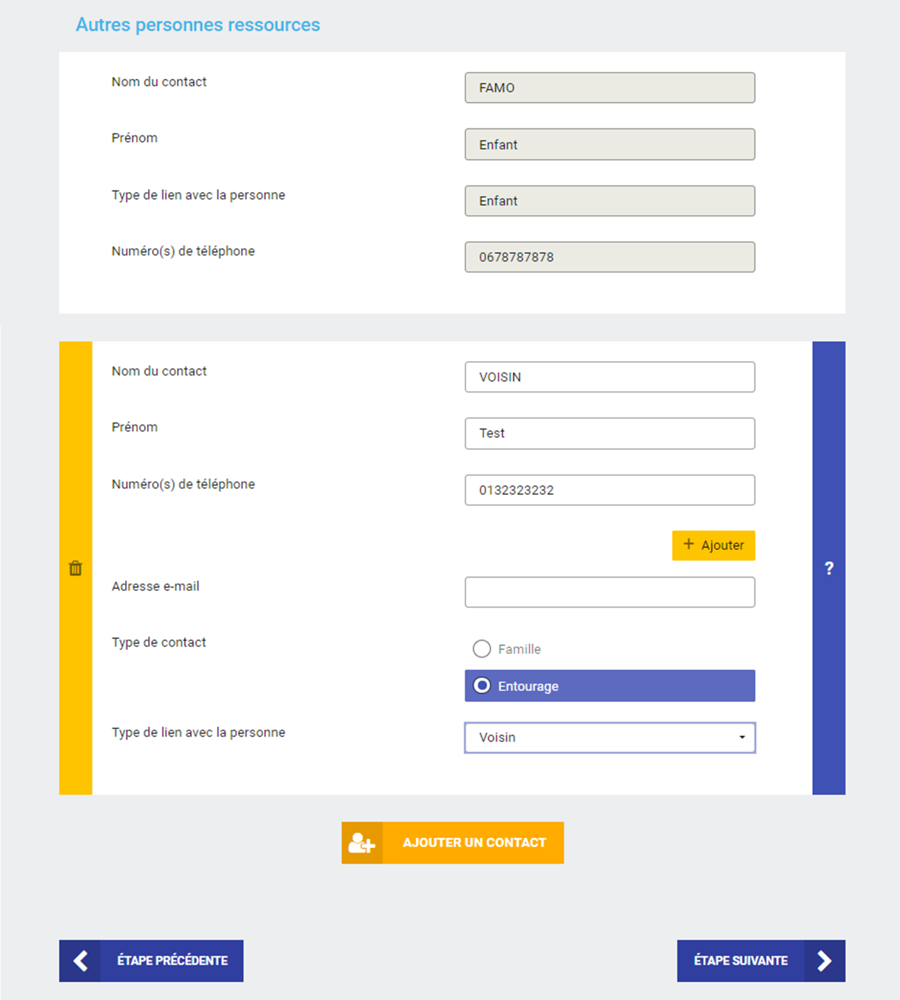 Autres personnes ressources
Nom du contact
FAMO
Prénom
Enfant
Type de lien avec la personne
Enfant
Numéro(s) de téléphone
0678787878
Nom du contact
VOISIN
Prénom
Test
Numéro(s) de téléphone
0132323232
+ Ajouter
?
Adresse e-mail
Type de contact
Famille
Entourage
Type de lien avec la personne
Voisin
AJOUTER UN CONTACT
ÉTAPE PRÉCÉDENTE
ÉTAPE SUIVANTE